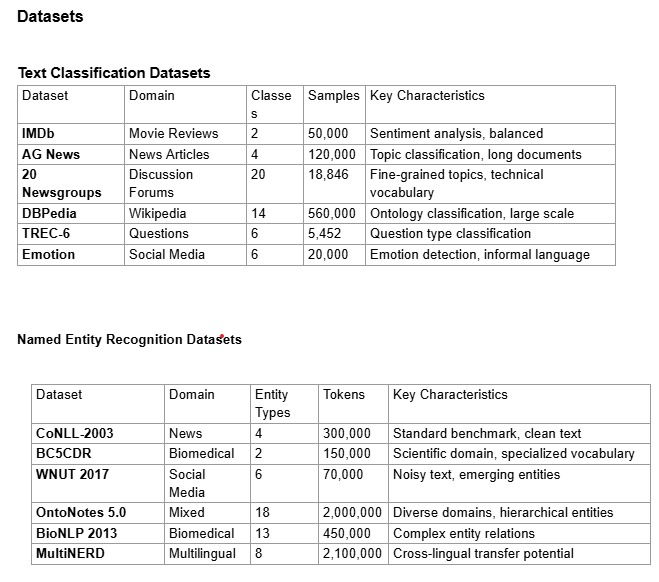 Datasets
Text Classification Datasets
Dataset Domain Classe Samples Key Characteristics
s
IMDb Movie Reviews 2 50,000 Sentiment analysis, balanced
AG News News Articles 4 120,000 Topic classification, long documents
20 Discussion 20 18,846 Fine-grained topics, technical
Newsgroups Forums vocabulary
DBPedia Wikipedia 14 560,000 Ontology classification, large scale
TREC-6 Questions 6 5,452 Question type classification
Emotion Social Media 6 20,000 Emotion detection, informal language
Named Entity Recognition Datasets
Dataset Domain Entity Tokens Key Characteristics
Types
CoNLL-2003 News 4 300,000 Standard benchmark, clean text
BC5CDR Biomedical 2 150,000 Scientific domain, specialized vocabulary
WNUT 2017 Social 6 70,000 Noisy text, emerging entities
Media
OntoNotes 5.0 Mixed 18 2,000,000 Diverse domains, hierarchical entities
BioNLP 2013 Biomedical 13 450,000 Complex entity relations
MultiNERD Multilingual 8 2,100,000 Cross-lingual transfer potential